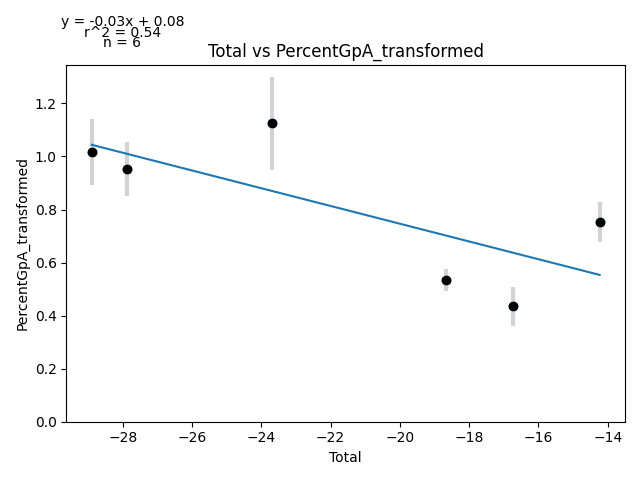 y = -0.03x + 0.08
r^2 = 0.54
n = 6
Total vs PercentGpA_transformed
PercentGpA_transformed
1.2
1.0
0.8
0.6
0.4
0.2
0.0
−28 −26 −24 −22 −20 −18 −16 −14
Total